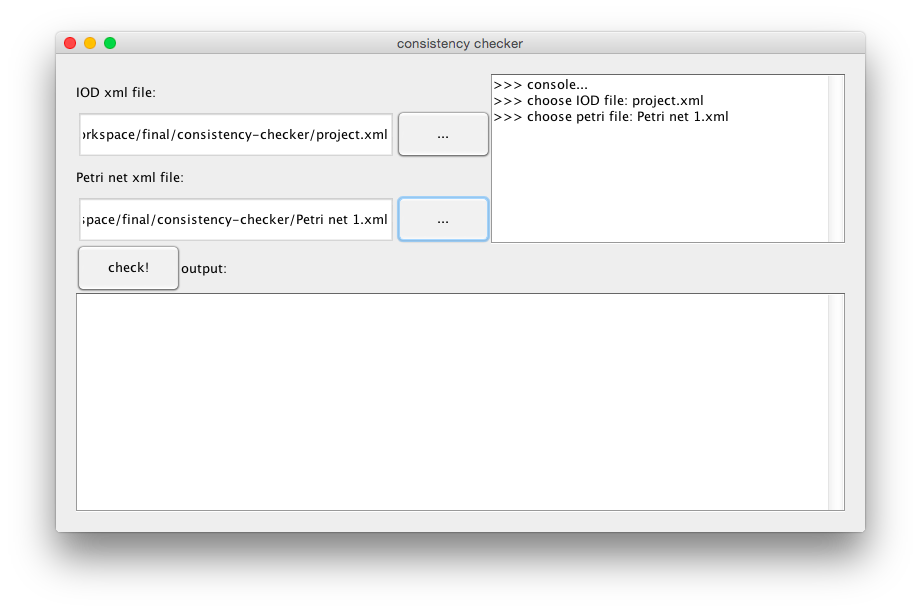 consistency checker
IOD xml file:
rkspace/final/consistency-checker/project.xml
...
Petri net xml file:
space/final/consistency-checker/Petri net 1.xml
...
>>> console...
>>> choose IOD file: project.xml
>>> choose petri file: Petri net 1.xml
check!
output: